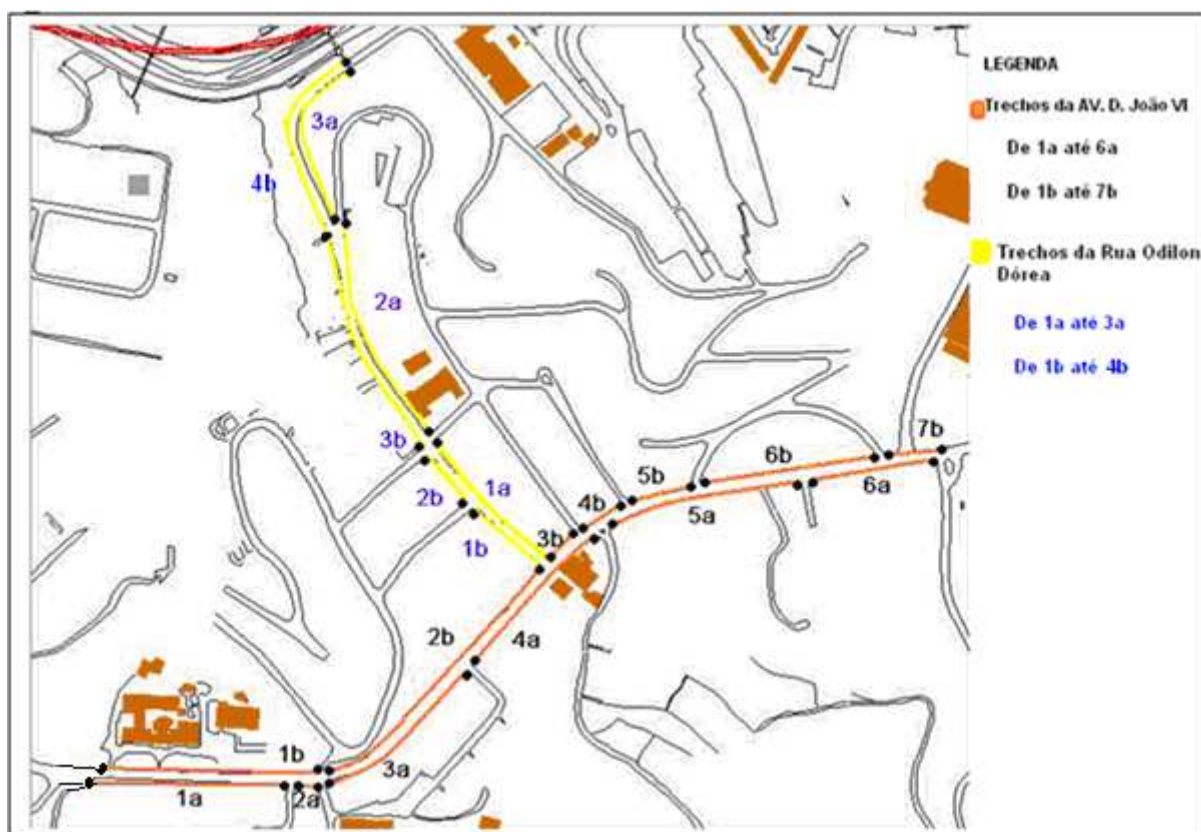 LEGENDA
Trechos da AV. D. João VI
De 1a até 6a
De 1b até 7b
Trechos da Rua Odilon
Dórea
De 1a até 3a
De 1b até 4b
3a
4b
2a
3b
1a
2b
1b
7b
6b
6a
5b
5a
4b
3b
2b
4a
1b
3a
1a
2a